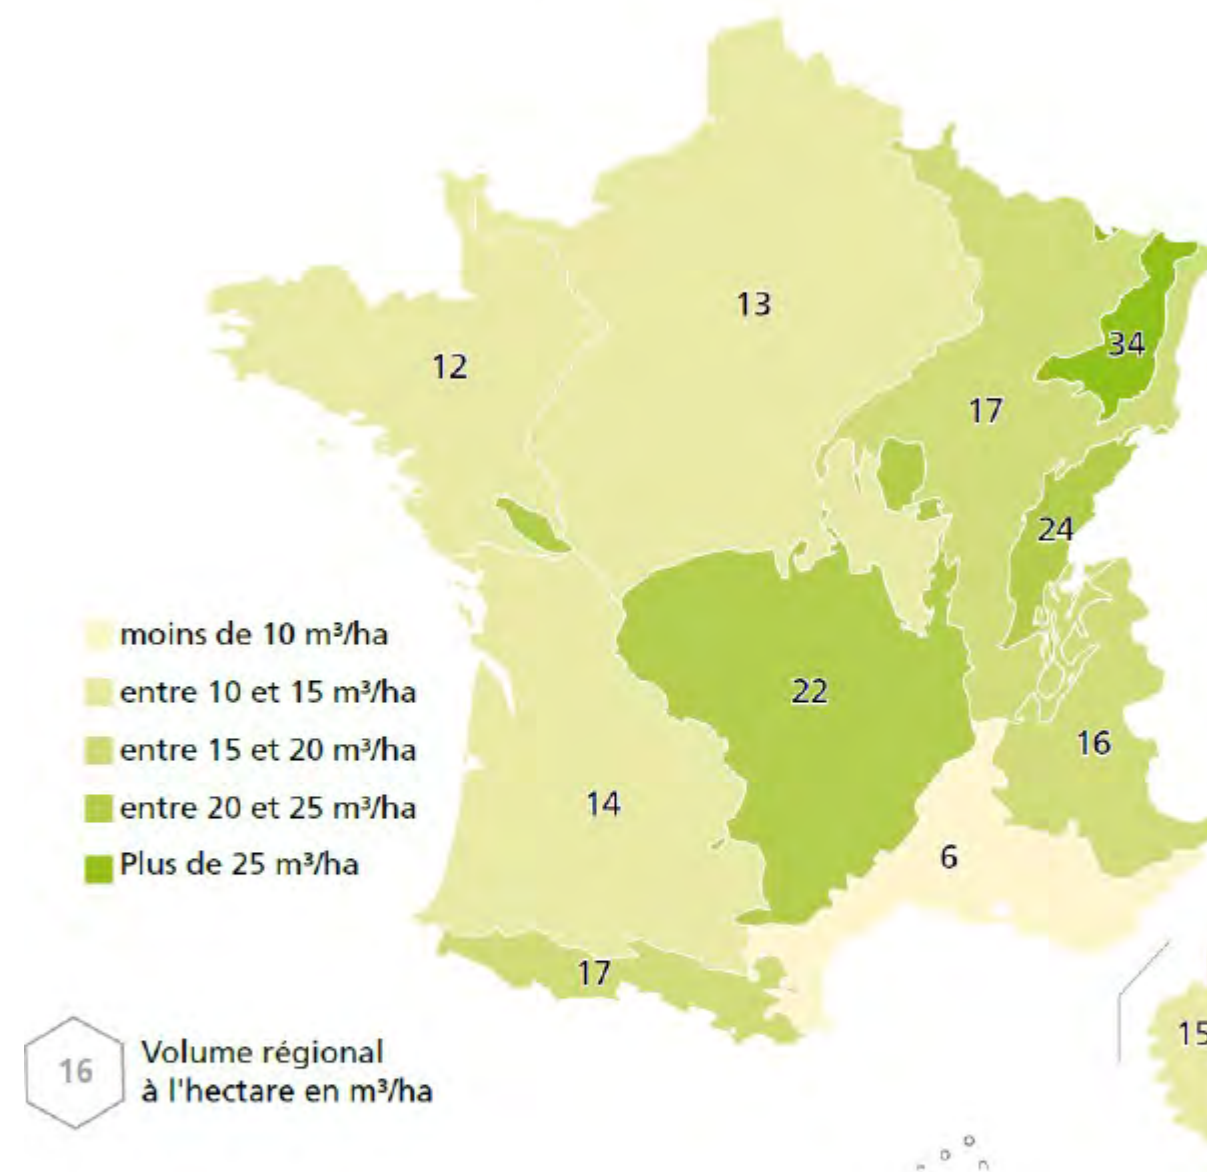 13
12
34
17
24
moins de 10 m³/ha
entre 10 et 15 m³/ha
entre 15 et 20 m³/ha
entre 20 et 25 m³/ha
Plus de 25 m³/ha
22
16
14
6
17
15
16
Volume régional
à l'hectare en m³/ha